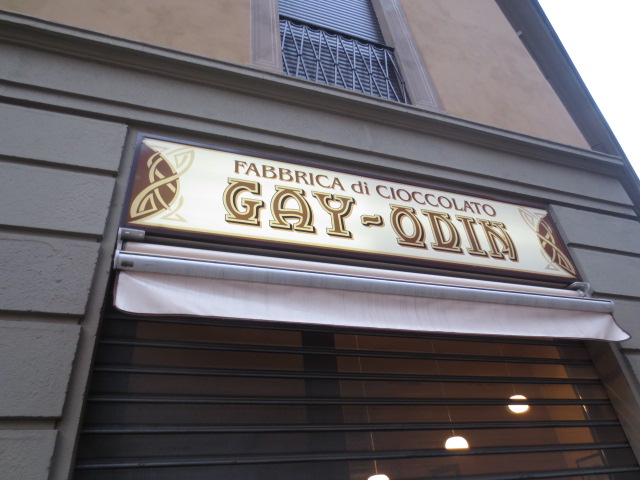 FABBRICA di CIOCCOLATO
GAY-ODIN